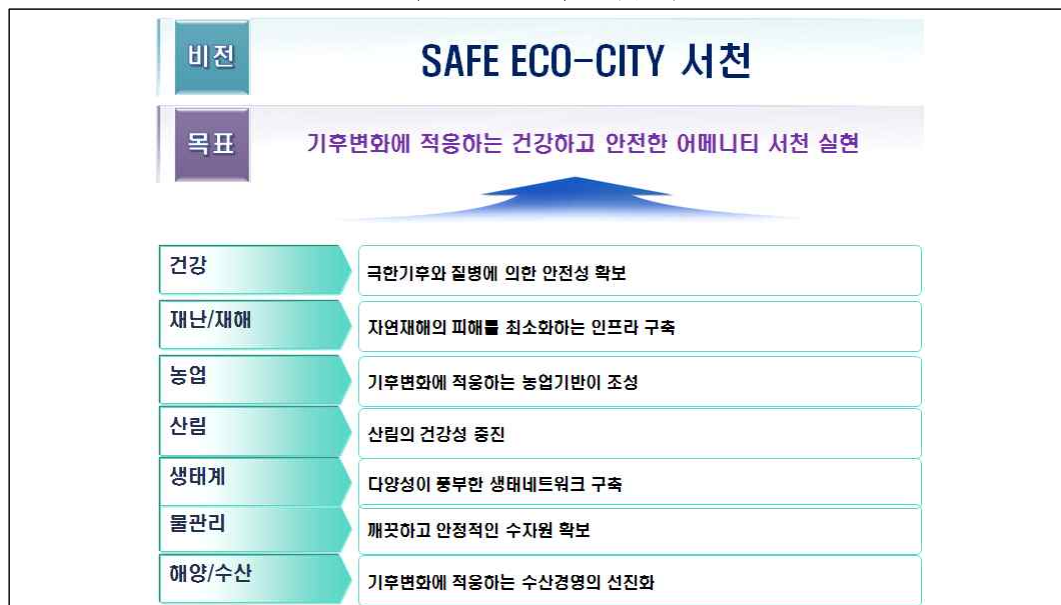 비전
SAFE ECO-CITY 서천
목표
기후변화에 적응하는 건강하고 안전한 어메니티 서천 실현
건강
극한기후와 질병에 의한 안전성 확보
재난/재해
자연재해의 피해를 최소화하는 인프라 구축
농업
기후변화에 적응하는 농업기반이 조성
산림
산림의 건강성 증진
생태계
다양성이 풍부한 생태네트워크 구축
물관리
깨끗하고 안정적인 수자원 확보
해양/수산
기후변화에 적응하는 수산경영의 선진화